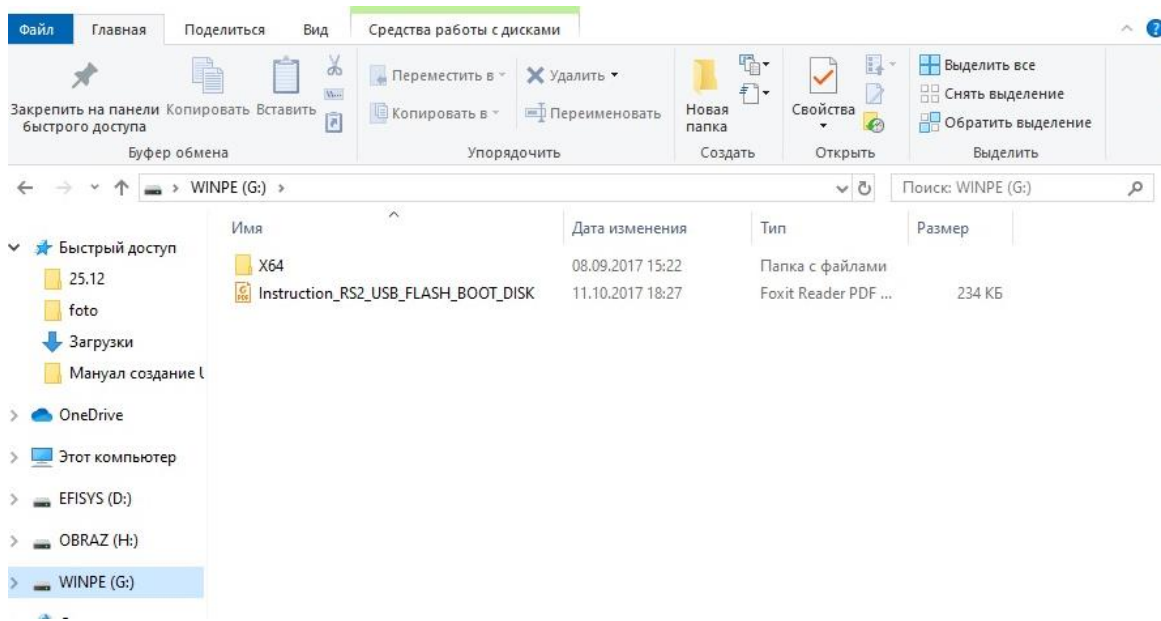 Файл Главная Поделиться Вид Средства работы с дисками
Закрепить на панели быстрого доступа
Копировать
Вставить
Переместить в
Копировать в
Удалить
Переименовать
Новая папка
Свойства
Выделить все
Снять выделение
Обратить выделение
Буфер обмена Упорядочить Создать Открыть Выделить
WINPE (G:)
Поиск: WINPE (G:)
Имя Дата изменения Тип Размер
X64 08.09.2017 15:22 Папка с файлами
Instruction_RS2_USB_FLASH_BOOT_DISK 11.10.2017 18:27 Foxit Reader PDF ... 234 КБ
Быстрый доступ
25.12
foto
Загрузки
Мануал создание
OneDrive
Этот компьютер
EFISYS (D:)
OBRAZ (H:)
WINPE (G:)